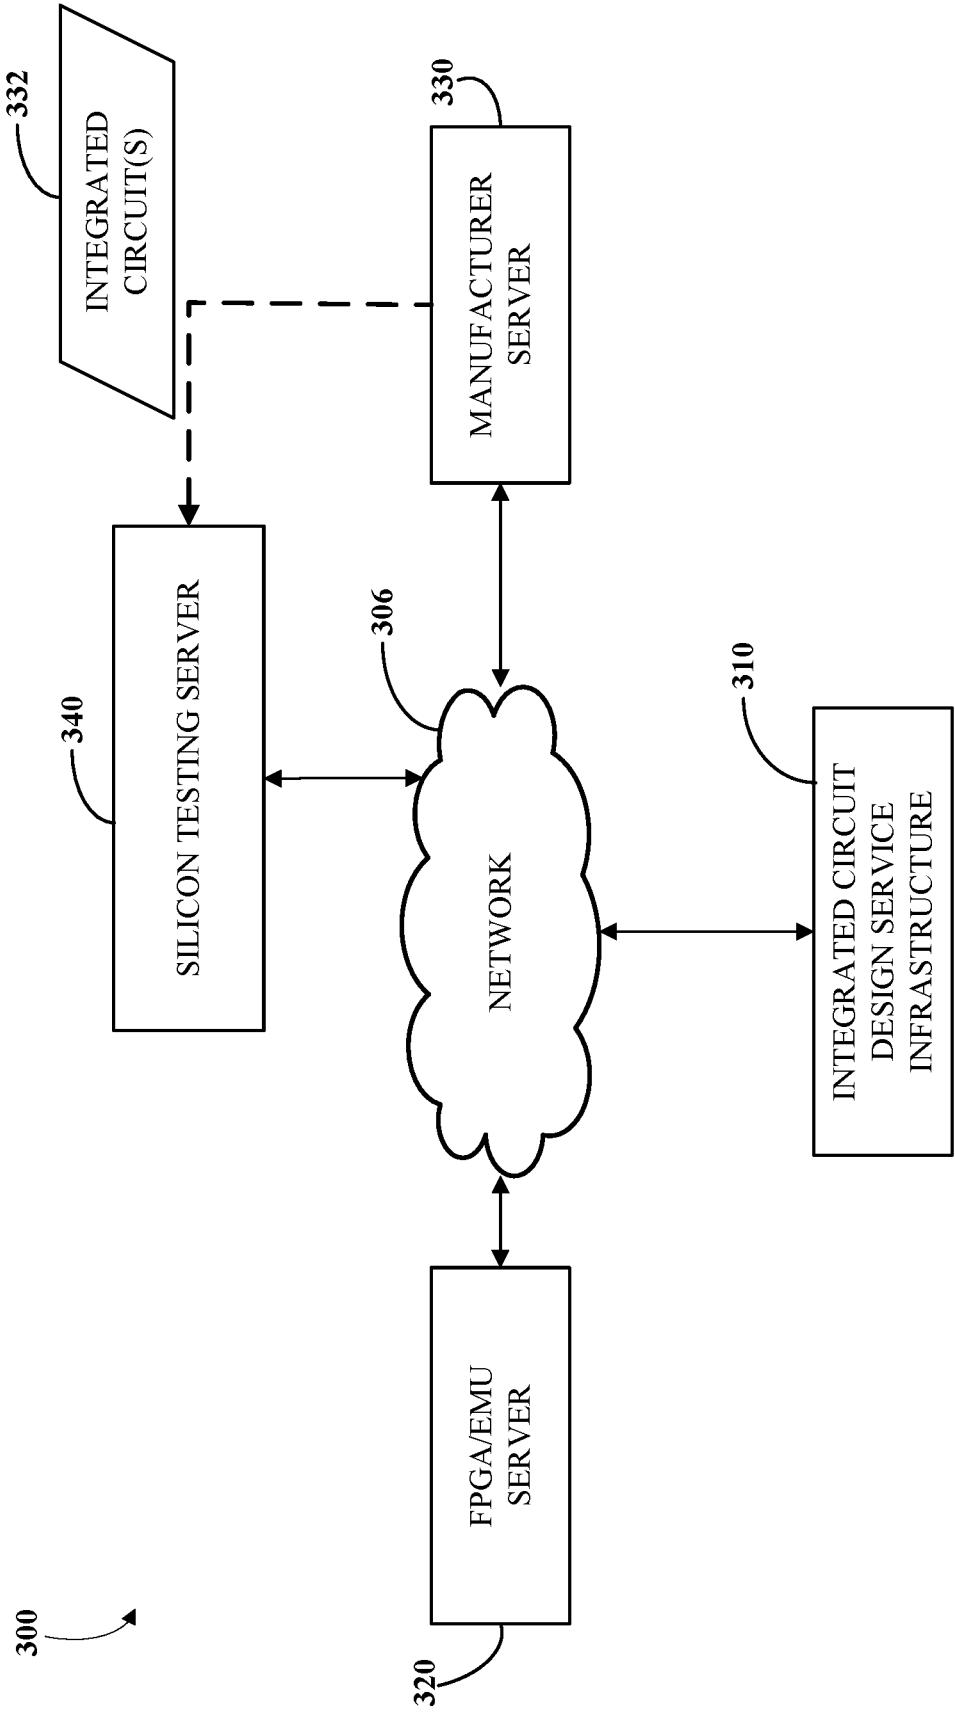 300
332
INTEGRATED
CIRCUIT(S)
340
SILICON TESTING SERVER
306
330
320
FPGA/EMU
SERVER
NETWORK
MANUFACTURER
SERVER
310
INTEGRATED CIRCUIT
DESIGN SERVICE
INFRASTRUCTURE